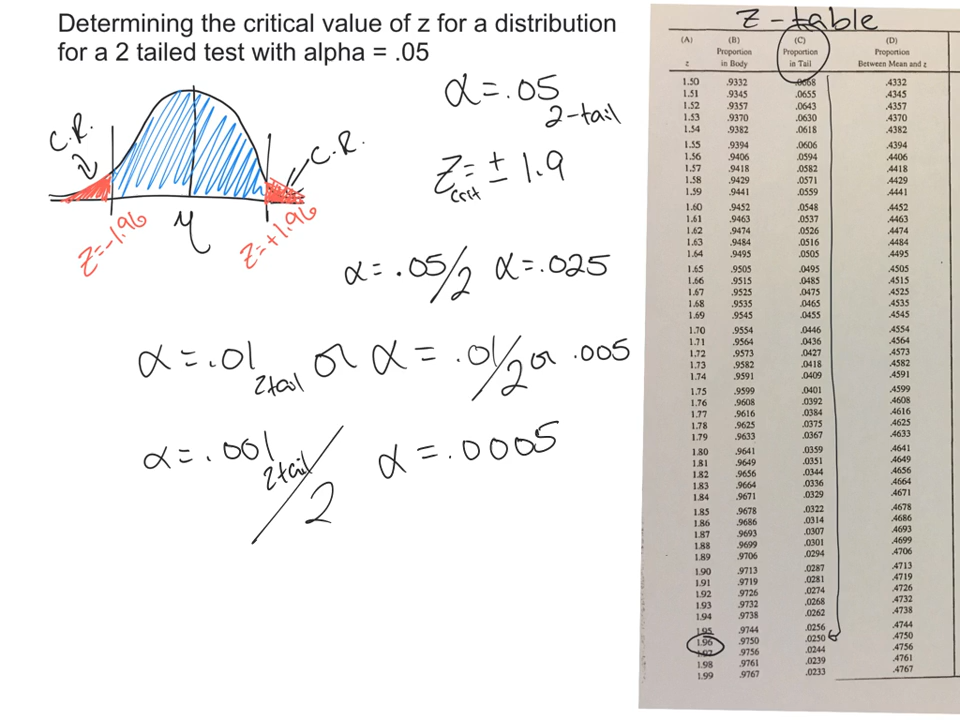 Determining the critical value of z for a distribution
for a 2 tailed test with alpha = .05
C.R.
C.R.
Z=-1.96
μ
Z=+1.96
α=.05
2-tail
Zcrit=±1.9
α=.05/2 α=.025
α=.01 2tail or α=.01/2 or .005
α=.001 2tail/2 α=.0005
z-table
(A) (B) (C) (D)
Proportion Proportion Proportion
z in Body in Tail Between Mean and z
1.50 .9332 .0668 .4332
1.51 .9345 .0655 .4345
1.52 .9357 .0643 .4357
1.53 .9370 .0630 .4370
1.54 .9382 .0618 .4382
1.55 .9394 .0606 .4394
1.56 .9406 .0594 .4406
1.57 .9418 .0582 .4418
1.58 .9429 .0571 .4429
1.59 .9441 .0559 .4441
1.60 .9452 .0548 .4452
1.61 .9463 .0537 .4463
1.62 .9474 .0526 .4474
1.63 .9484 .0516 .4484
1.64 .9495 .0505 .4495
1.65 .9505 .0495 .4505
1.66 .9515 .0485 .4515
1.67 .9525 .0475 .4525
1.68 .9535 .0465 .4535
1.69 .9545 .0455 .4545
1.70 .9554 .0446 .4554
1.71 .9564 .0436 .4564
1.72 .9573 .0427 .4573
1.73 .9582 .0418 .4582
1.74 .9591 .0409 .4591
1.75 .9599 .0401 .4599
1.76 .9608 .0392 .4608
1.77 .9616 .0384 .4616
1.78 .9625 .0375 .4625
1.79 .9633 .0367 .4633
1.80 .9641 .0359 .4641
1.81 .9649 .0351 .4649
1.82 .9656 .0344 .4656
1.83 .9664 .0336 .4664
1.84 .9671 .0329 .4671
1.85 .9678 .0322 .4678
1.86 .9686 .0314 .4686
1.87 .9693 .0307 .4693
1.88 .9699 .0301 .4699
1.89 .9706 .0294 .4706
1.90 .9713 .0287 .4713
1.91 .9719 .0281 .4719
1.92 .9726 .0274 .4726
1.93 .9732 .0268 .4732
1.94 .9738 .0262 .4738
1.95 .9744 .0256 .4744
1.96 .9750 .0250 .4750
1.97 .9756 .0244 .4756
1.98 .9761 .0239 .4761
1.99 .9767 .0233 .4767